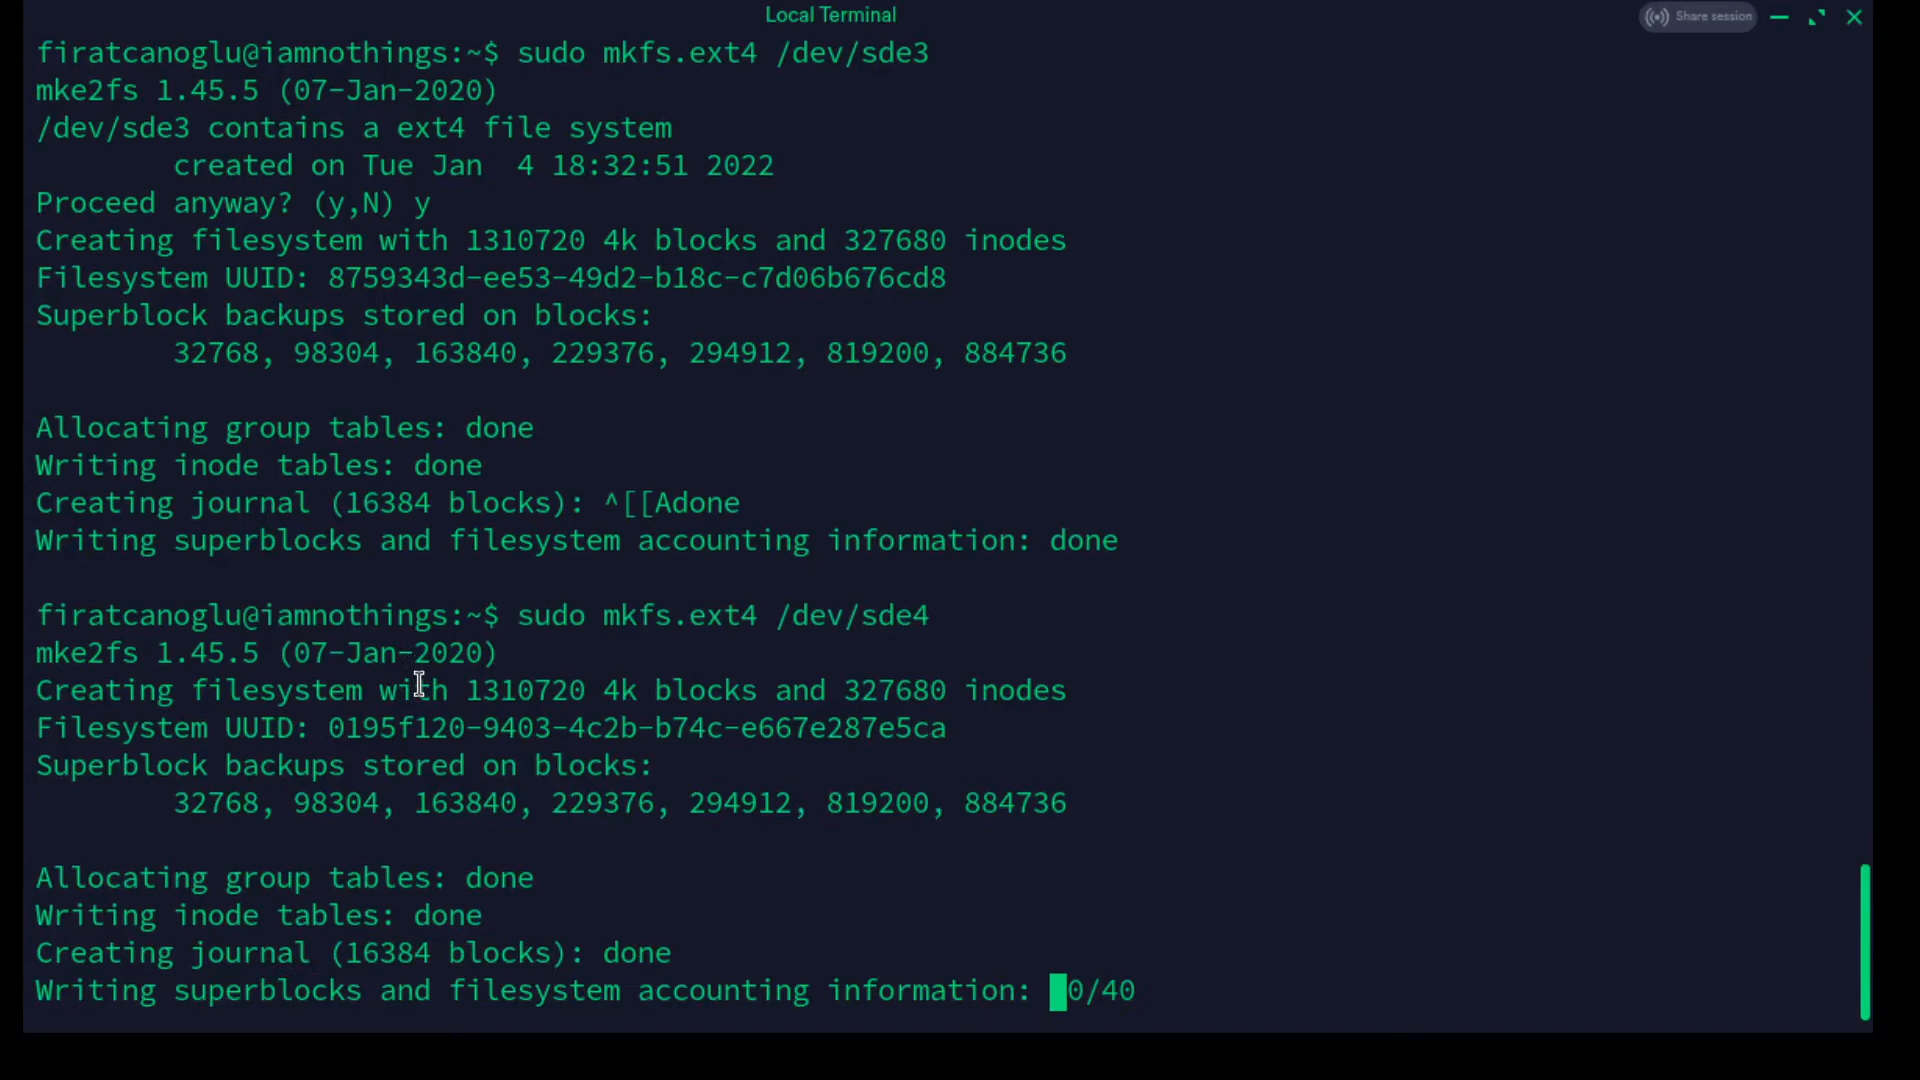 Local Terminal
Share session
firatcanoglu@iamnothings:~$ sudo mkfs.ext4 /dev/sde3
mke2fs 1.45.5 (07-Jan-2020)
/dev/sde3 contains a ext4 file system
        created on Tue Jan  4 18:32:51 2022
Proceed anyway? (y,N) y
Creating filesystem with 1310720 4k blocks and 327680 inodes
Filesystem UUID: 8759343d-ee53-49d2-b18c-c7d06b676cd8
Superblock backups stored on blocks:
        32768, 98304, 163840, 229376, 294912, 819200, 884736
Allocating group tables: done
Writing inode tables: done
Creating journal (16384 blocks): ^[[Adone
Writing superblocks and filesystem accounting information: done
firatcanoglu@iamnothings:~$ sudo mkfs.ext4 /dev/sde4
mke2fs 1.45.5 (07-Jan-2020)
Creating filesystem with 1310720 4k blocks and 327680 inodes
Filesystem UUID: 0195f120-9403-4c2b-b74c-e667e287e5ca
Superblock backups stored on blocks:
        32768, 98304, 163840, 229376, 294912, 819200, 884736
Allocating group tables: done
Writing inode tables: done
Creating journal (16384 blocks): done
Writing superblocks and filesystem accounting information:  0/40